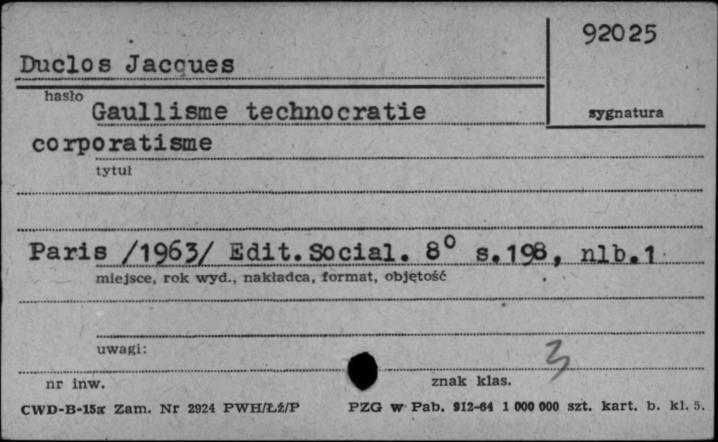 92025
Duclos Jacques
hasło
Gaullisme technocratie
sygnatura
corporatisme
tytuł
Paris /1963/ Edit.Social. 8° s.198, nlb.1
miejsce, rok wyd., nakładca, format, objętość
uwagi:
3
nr inw.
znak klas.
CWD-B-15a Zam. Nr 2924 PWH/ŁŻ/P PZG w Pab. 912-64 1 000 000 szt. kart. b. kl. 5.